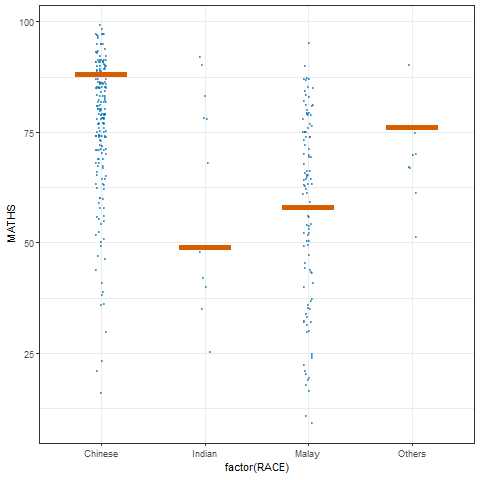 100
75
50
25
MATHS
Chinese
Indian
Malay
Others
factor(RACE)